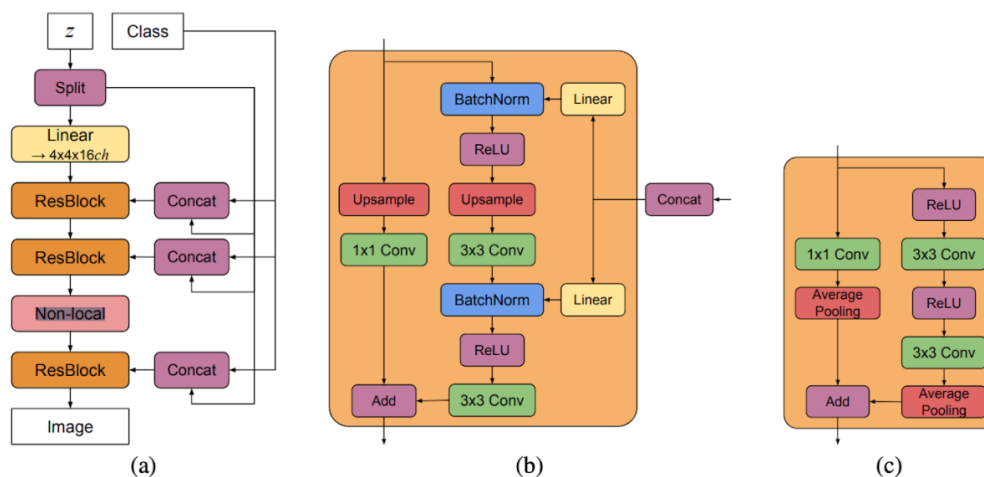 z
Class
Split
Linear
→ 4x4x16ch
ResBlock
Concat
ResBlock
Concat
Non-local
ResBlock
Concat
Image
(a)
BatchNorm
Linear
ReLU
Upsample
Upsample
Concat
1x1 Conv
3x3 Conv
BatchNorm
Linear
ReLU
Add
3x3 Conv
(b)
ReLU
1x1 Conv
3x3 Conv
Average
Pooling
ReLU
3x3 Conv
Add
Average
Pooling
(c)